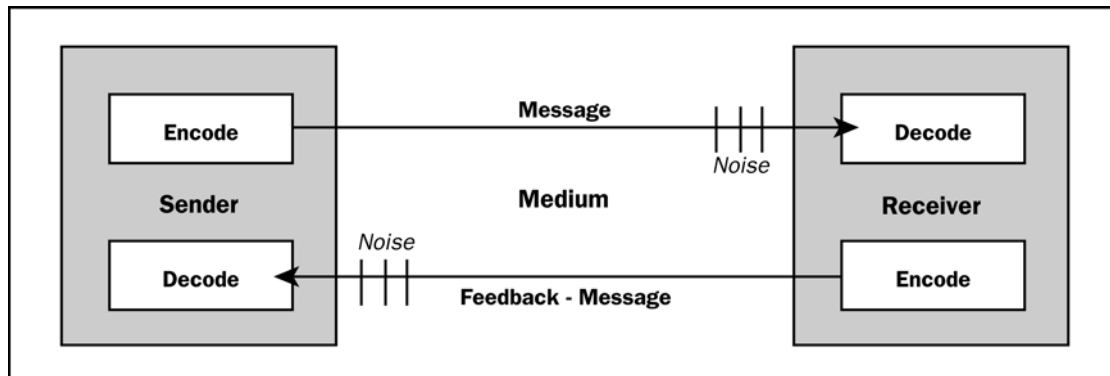 Encode
Message
Decode
Noise
Sender
Medium
Receiver
Noise
Decode
Feedback - Message
Encode